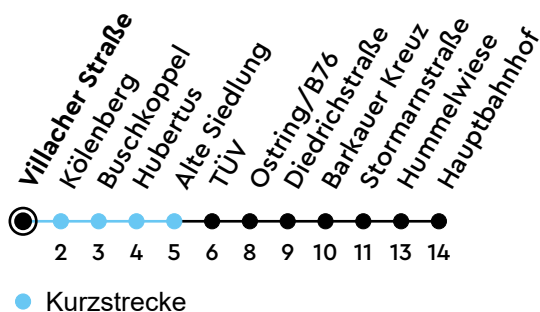 Villacher Straße
Kölenberg
Buschkoppel
Hubertus
Alte Siedlung
TÜV
Ostring/B76
Diedrichstraße
Barkauer Kreuz
Stormarnstraße
Hummelwiese
Hauptbahnhof
2 3 4 5 6 8 9 10 11 13 14
Kurzstrecke